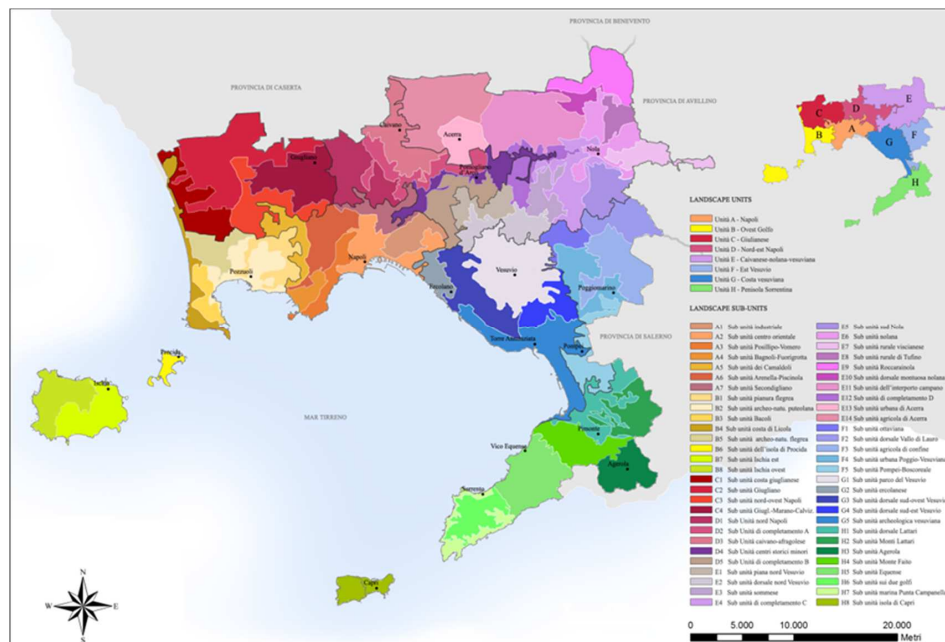 PROVINCIA DI BENEVENTO
PROVINCIA DI CASERTA
PROVINCIA DI AVELLINO
Caivano
Acerra
Giugliano
Pomigliano
d'Arco
Nola
Napoli
Pozzuoli
Vesuvio
Ercolano
Poggiomarino
PROVINCIA DI SALERNO
Torre Annunziata
Pompei
Procida
Ischia
MAR TIRRENO
Pimonte
Vico Equense
Agerola
Sorrento
Capri
N
W E
S
C D E
B A F
G
H
LANDSCAPE UNITS
Unità A - Napoli
Unità B - Ovest Golfo
Unità C - Giulianese
Unità D - Nord-est Napoli
Unità E - Caivanese-nolana-vesuviana
Unità F - Est Vesuvio
Unità G - Costa vesuviana
Unità H - Penisola Sorrentina
LANDSCAPE SUB-UNITS
A1 Sub unità industriale
A2 Sub unità centro orientale
A3 Sub unità Posillipo-Vomero
A4 Sub unità Bagnoli-Fuorigrotta
A5 Sub unità dei Camaldoli
A6 Sub unità Arenella-Piscinola
A7 Sub unità Secondigliano
B1 Sub unità pianura flegrea
B2 Sub unità archeo-natu. puteolana
B3 Sub unità Bacoli
B4 Sub unità costa di Licola
B5 Sub unità archeo-natu. flegrea
B6 Sub unità dell'isola di Procida
B7 Sub unità Ischia est
B8 Sub unità Ischia ovest
C1 Sub unità costa giuglianese
C2 Sub unità Giugliano
C3 Sub unità nord-ovest Napoli
C4 Sub unità Giugl.-Marano-Calviz.
D1 Sub Unità nord Napoli
D2 Sub Unità di completamento A
D3 Sub Unità caivano-afragolese
D4 Sub Unità centri storici minori
D5 Sub Unità di completamento B
E1 Sub unità piana nord Vesuvio
E2 Sub unità dorsale nord Vesuvio
E3 Sub unità sommese
E4 Sub unità di completamento C
E5 Sub unità sud Nola
E6 Sub unità nolana
E7 Sub unità rurale viscianese
E8 Sub unità rurale di Tufino
E9 Sub unità Roccarainola
E10 Sub unità dorsale montuosa nolana
E11 Sub unità dell'interporto campano
E12 Sub unità di completamento D
E13 Sub unità urbana di Acerra
E14 Sub unità agricola di Acerra
F1 Sub unità ottaviana
F2 Sub unità dorsale Vallo di Lauro
F3 Sub unità agricola di confine
F4 Sub unità urbana Poggio-Vesuviana
F5 Sub unità Pompei-Boscoreale
G1 Sub unità parco del Vesuvio
G2 Sub unità ercolanese
G3 Sub unità dorsale sud-ovest Vesuvio
G4 Sub unità dorsale sud-est Vesuvio
G5 Sub unità archeologica vesuviana
H1 Sub unità dorsale Lattari
H2 Sub unità Monti Lattari
H3 Sub unità Agerola
H4 Sub unità Monte Faito
H5 Sub unità Equense
H6 Sub unità sui due golfi
H7 Sub unità marina Punta Campanella
H8 Sub unità isola di Capri
0 5.000 10.000 20.000
Metri